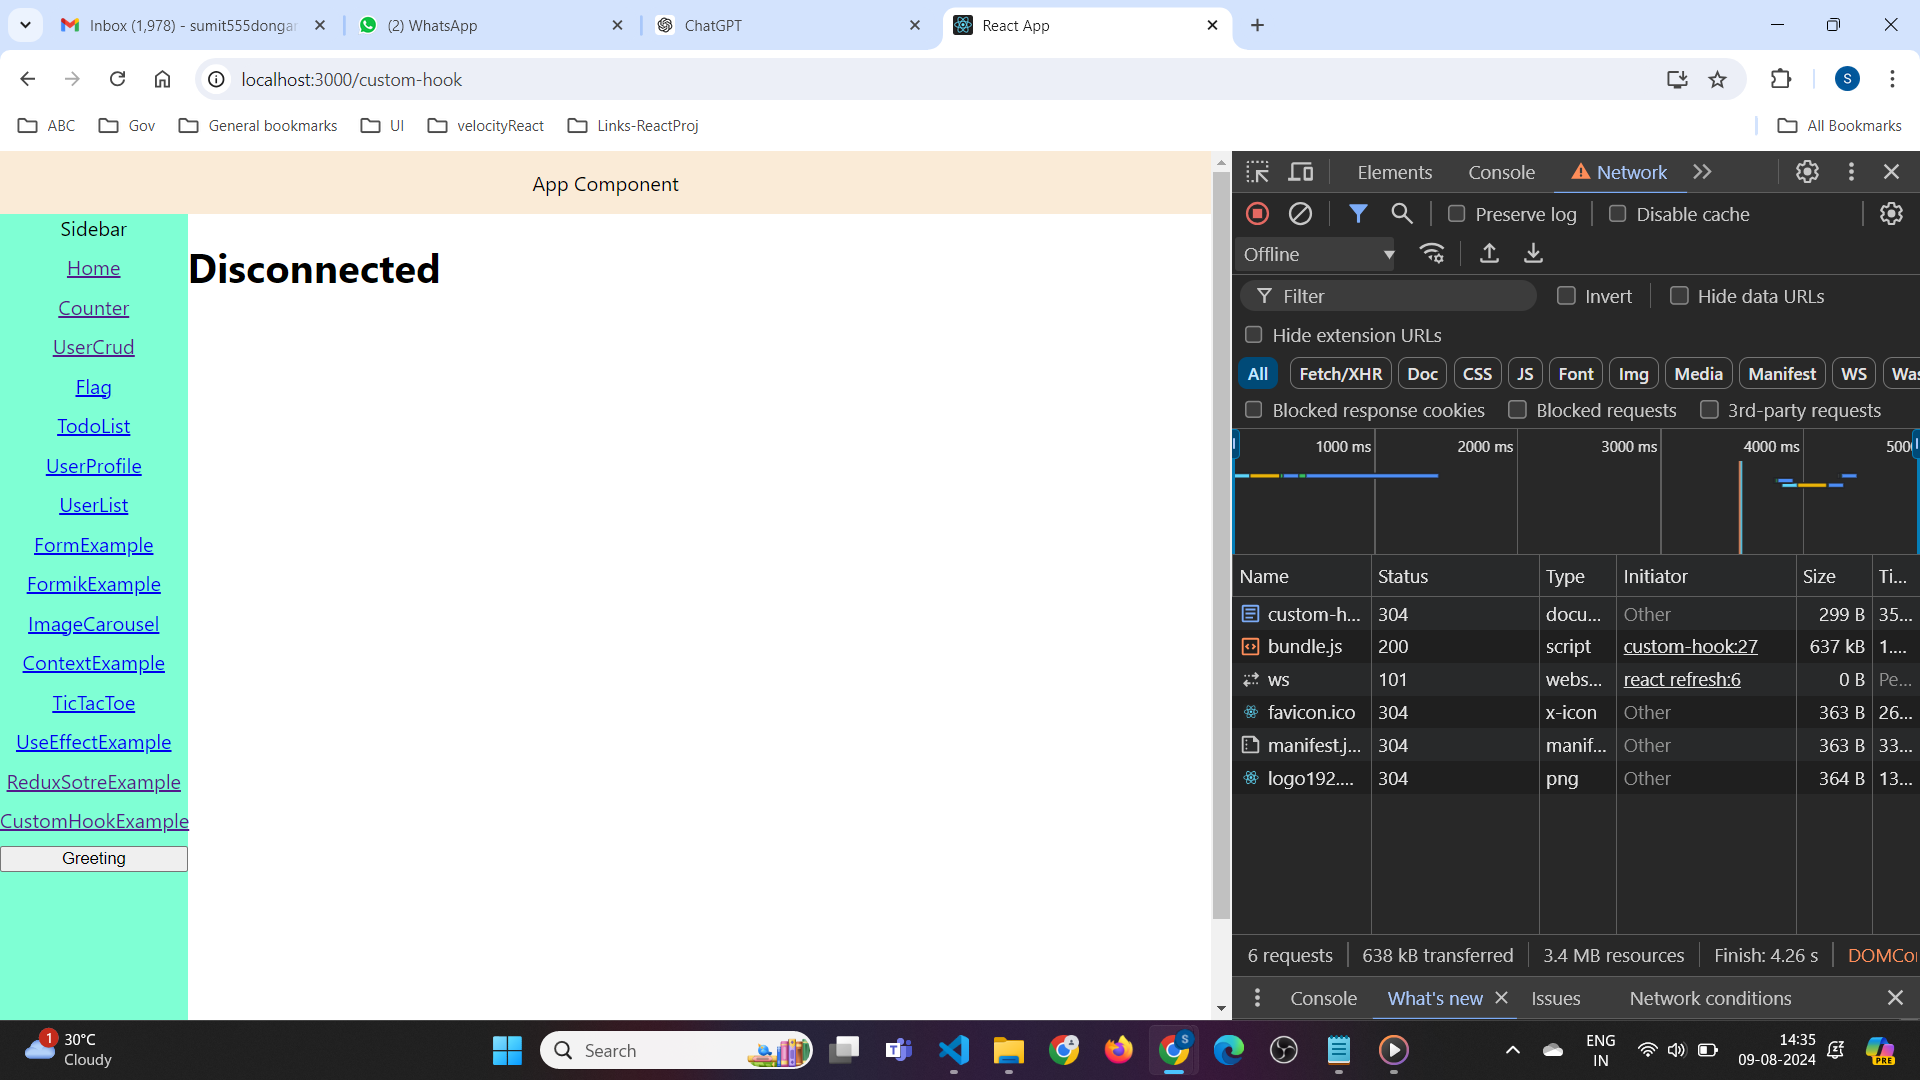 Inbox (1,978) - sumit555dongar
(2) WhatsApp
ChatGPT
React App
localhost:3000/custom-hook
S
ABC
Gov
General bookmarks
UI
velocityReact
Links-ReactProj
All Bookmarks
App Component
Sidebar
Home
Counter
UserCrud
Flag
TodoList
UserProfile
UserList
FormExample
FormikExample
ImageCarousel
ContextExample
TicTacToe
UseEffectExample
ReduxSotreExample
CustomHookExample
Greeting
Disconnected
Elements
Console
Network
Preserve log
Disable cache
Offline
Filter
Invert
Hide data URLs
Hide extension URLs
All
Fetch/XHR
Doc
CSS
JS
Font
Img
Media
Manifest
WS
Was
Blocked response cookies
Blocked requests
3rd-party requests
1000 ms
2000 ms
3000 ms
4000 ms
500
Name Status Type Initiator Size Ti...
custom-h... 304 docu... Other 299 B 35...
bundle.js 200 script custom-hook:27 637 kB 1....
ws 101 webs... react refresh:6 0 B Pe...
favicon.ico 304 x-icon Other 363 B 26...
manifest.j... 304 manif... Other 363 B 33...
logo192.... 304 png Other 364 B 13...
6 requests
638 kB transferred
3.4 MB resources
Finish: 4.26 s
DOMCo
Console
What's new
Issues
Network conditions
1
30°C
Cloudy
Search
S
ENG
IN
14:35
09-08-2024
PRE